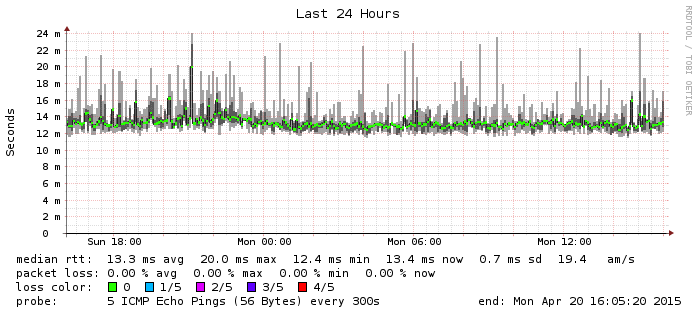 Last 24 Hours
RRDTOOL / TOBI OETIKER
Seconds
24 m
22 m
20 m
18 m
16 m
14 m
12 m
10 m
8 m
6 m
4 m
2 m
0
Sun 18:00 Mon 00:00 Mon 06:00 Mon 12:00
median rtt: 13.3 ms avg 20.0 ms max 12.4 ms min 13.4 ms now 0.7 ms sd 19.4 am/s
packet loss: 0.00 % avg 0.00 % max 0.00 % min 0.00 % now
loss color: 0 1/5 2/5 3/5 4/5
probe: 5 ICMP Echo Pings (56 Bytes) every 300s end: Mon Apr 20 16:05:20 2015